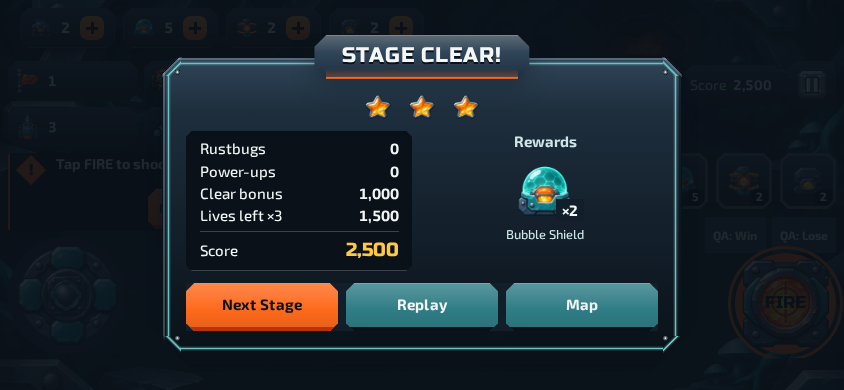 2 + 5 + 2 + 2
STAGE CLEAR!
1
Score 2,500
3
Tap FIRE to shoo
Rustbugs 0
Power-ups 0
Clear bonus 1,000
Lives left ×3 1,500
Score 2,500
Rewards
×2
Bubble Shield
5 2 2
QA: Win QA: Lose
FIRE
Next Stage Replay Map